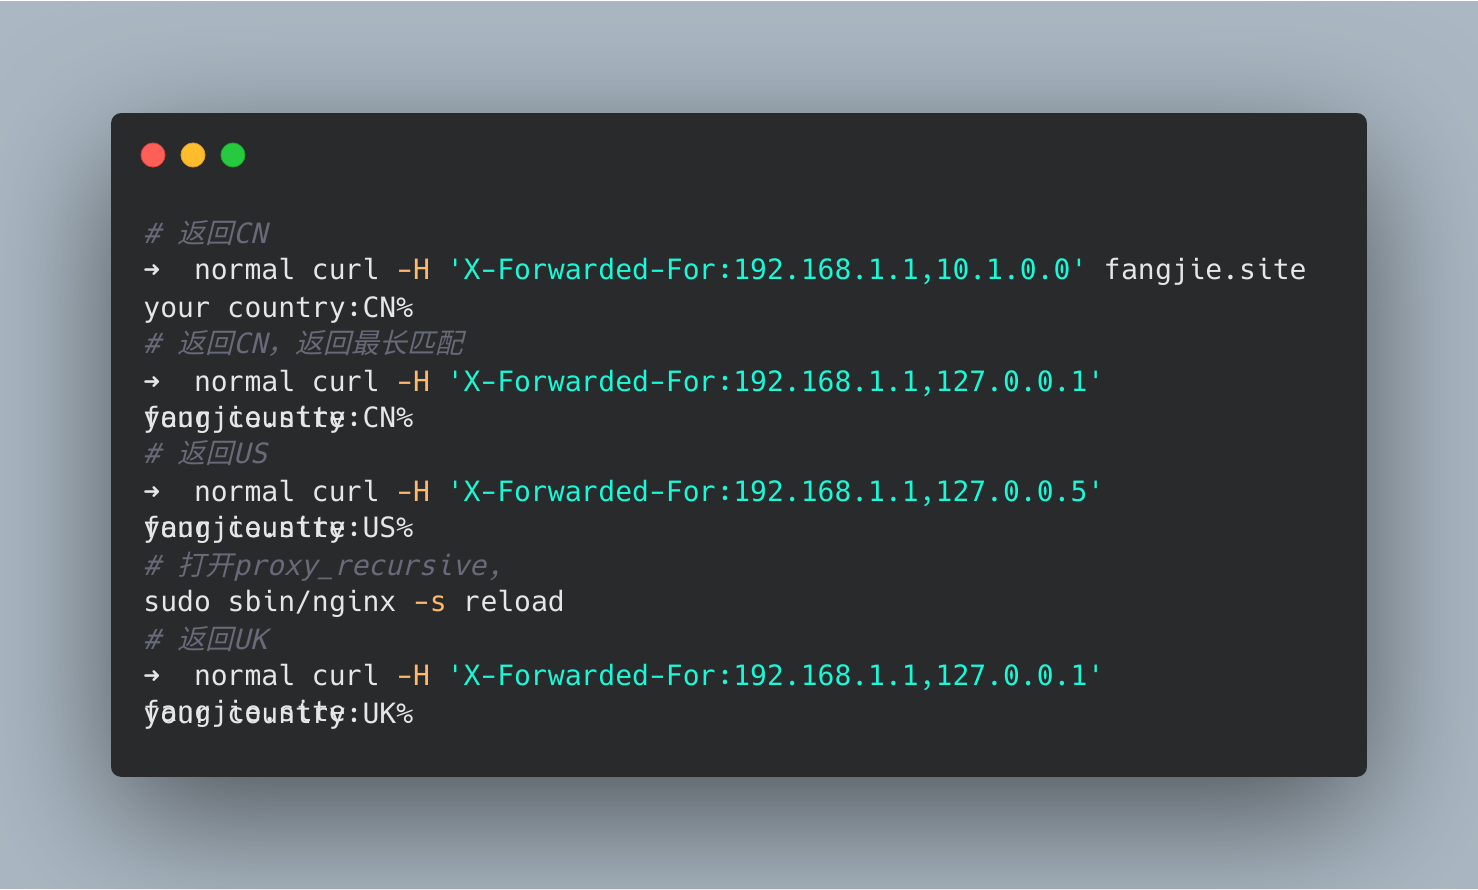 # 返回CN
➜  normal curl -H 'X-Forwarded-For:192.168.1.1,10.1.0.0' fangjie.site
your country:CN%
# 返回CN，返回最长匹配
➜  normal curl -H 'X-Forwarded-For:192.168.1.1,127.0.0.1'
fangjie.site
your country:CN%
# 返回US
➜  normal curl -H 'X-Forwarded-For:192.168.1.1,127.0.0.5'
fangjie.site
your country:US%
# 打开proxy_recursive，
sudo sbin/nginx -s reload
# 返回UK
➜  normal curl -H 'X-Forwarded-For:192.168.1.1,127.0.0.1'
fangjie.site
your country:UK%